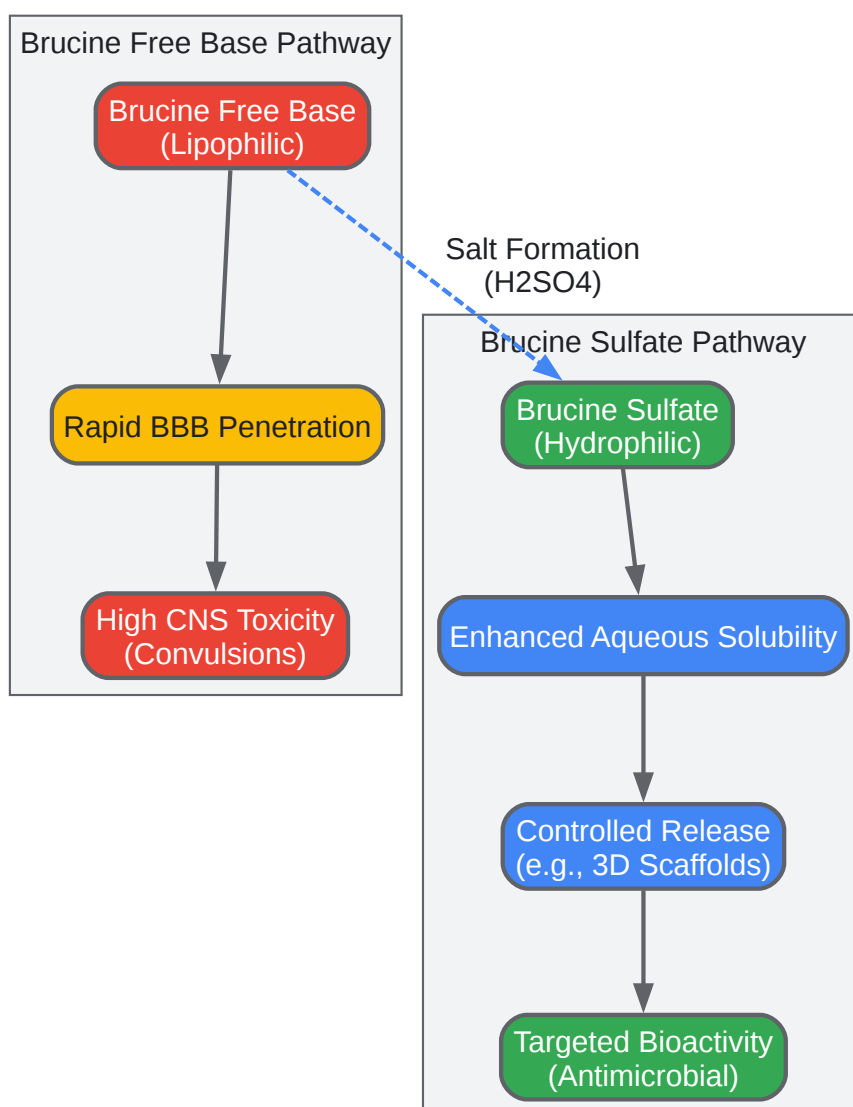 Brucine Free Base Pathway
Brucine Free Base
(Lipophilic)
Salt Formation
(H2SO4)
Rapid BBB Penetration
High CNS Toxicity
(Convulsions)
Brucine Sulfate Pathway
Brucine Sulfate
(Hydrophilic)
Enhanced Aqueous Solubility
Controlled Release
(e.g., 3D Scaffolds)
Targeted Bioactivity
(Antimicrobial)